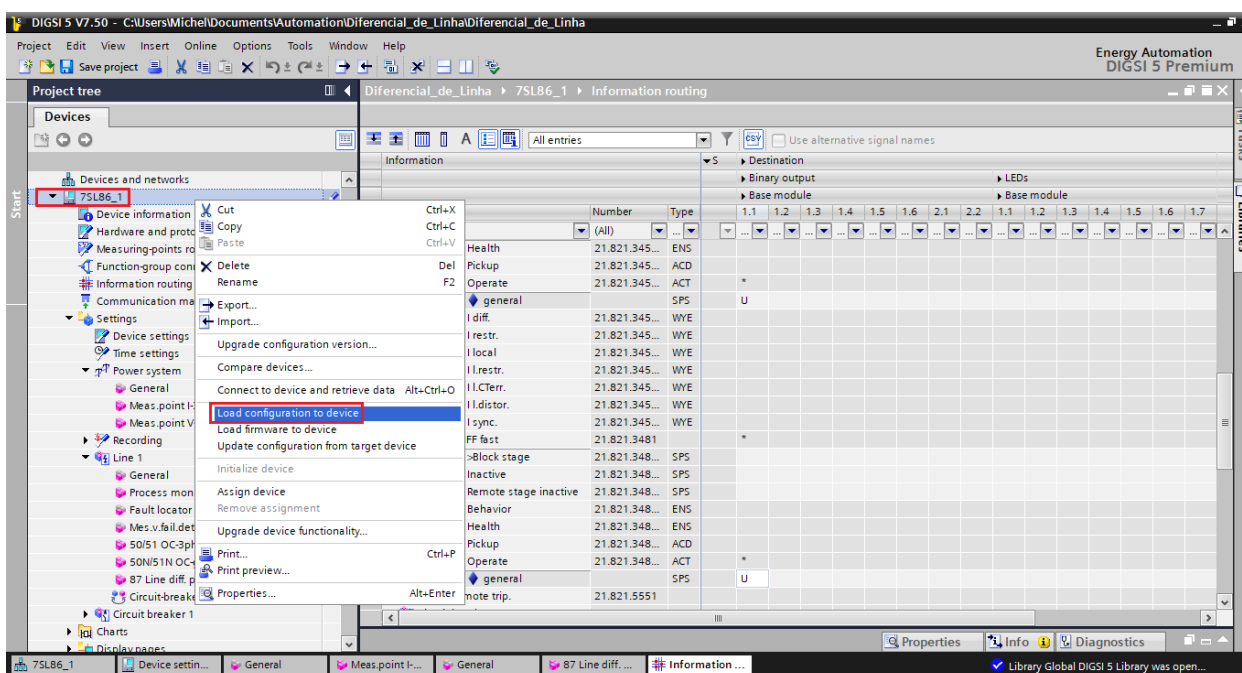 DIGSI 5 V7.50 - C:\Users\Michel\Documents\Automation\Diferencial_de_Linha\Diferencial_de_Linha
Project Edit View Insert Online Options Tools Window Help
Energy Automation
DIGSI 5 Premium
Save project
Project tree
Diferencial_de_Linha 7SL86_1 Information routing
Devices
All entries
CSV
Use alternative signal names
Start
Tasks
Libraries
Devices and networks
7SL86_1
Device information
Hardware and proto
Measuring-points ro
Function-group con
Information routing
Communication ma
Settings
Device settings
Time settings
Power system
General
Meas.point I-
Meas.point V
Recording
Line 1
General
Process mon
Fault locator
Mes.v.fail.det
50/51 OC-3ph
50N/51N OC-
87 Line diff. p
Circuit-breake
Circuit breaker 1
Charts
Display pages
Cut Ctrl+X
Copy Ctrl+C
Paste Ctrl+V
Delete Del
Rename F2
Export...
Import...
Upgrade configuration version...
Compare devices...
Connect to device and retrieve data Alt+Ctrl+O
Load configuration to device
Load firmware to device
Update configuration from target device
Initialize device
Assign device
Remove assignment
Upgrade device functionality...
Print... Ctrl+P
Print preview...
Properties... Alt+Enter
Information S Destination
Binary output LEDs
Base module Base module
Number Type 1.1 1.2 1.3 1.4 1.5 1.6 2.1 2.2 1.1 1.2 1.3 1.4 1.5 1.6 1.7
(All) ... ... ... ... ... ... ... ... ... ... ... ... ... ... ... ...
Health 21.821.345... ENS
Pickup 21.821.345... ACD
Operate 21.821.345... ACT *
general SPS U
I diff. 21.821.345... WYE
I restr. 21.821.345... WYE
I local 21.821.345... WYE
I l.restr. 21.821.345... WYE
I l.CTerr. 21.821.345... WYE
I l.distor. 21.821.345... WYE
I sync. 21.821.345... WYE
FF fast 21.821.3481 *
>Block stage 21.821.348... SPS
Inactive 21.821.348... SPS
Remote stage inactive 21.821.348... SPS
Behavior 21.821.348... ENS
Health 21.821.348... ENS
Pickup 21.821.348... ACD
Operate 21.821.348... ACT *
general SPS U
mote trip. 21.821.5551
Properties Info Diagnostics
7SL86_1 Device settin... General Meas.point I-... General 87 Line diff. ... Information ...
Library Global DIGSI 5 Library was open...